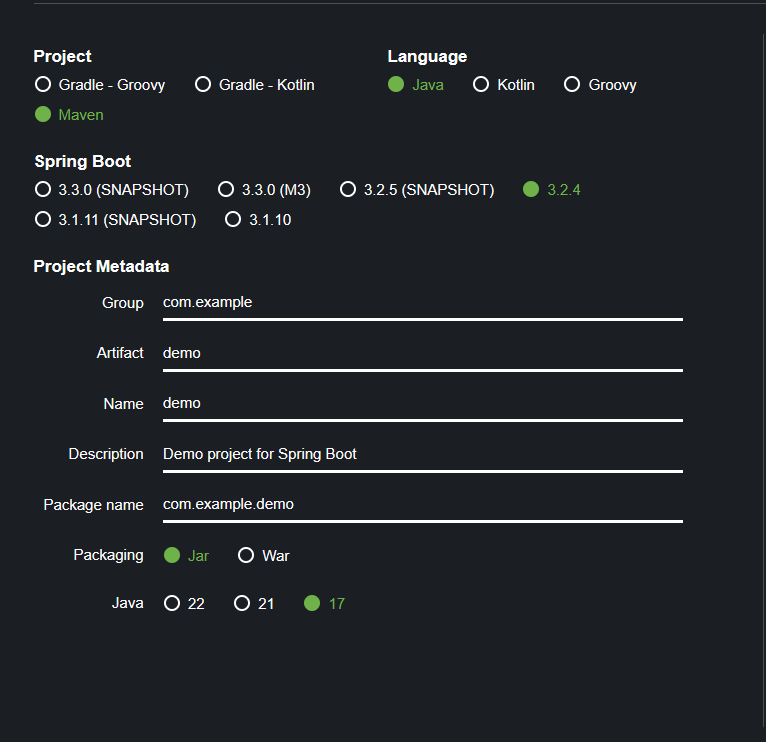 Project
Gradle - Groovy Gradle - Kotlin
Maven
Language
Java Kotlin Groovy
Spring Boot
3.3.0 (SNAPSHOT) 3.3.0 (M3) 3.2.5 (SNAPSHOT) 3.2.4
3.1.11 (SNAPSHOT) 3.1.10
Project Metadata
Group com.example
Artifact demo
Name demo
Description Demo project for Spring Boot
Package name com.example.demo
Packaging Jar War
Java 22 21 17